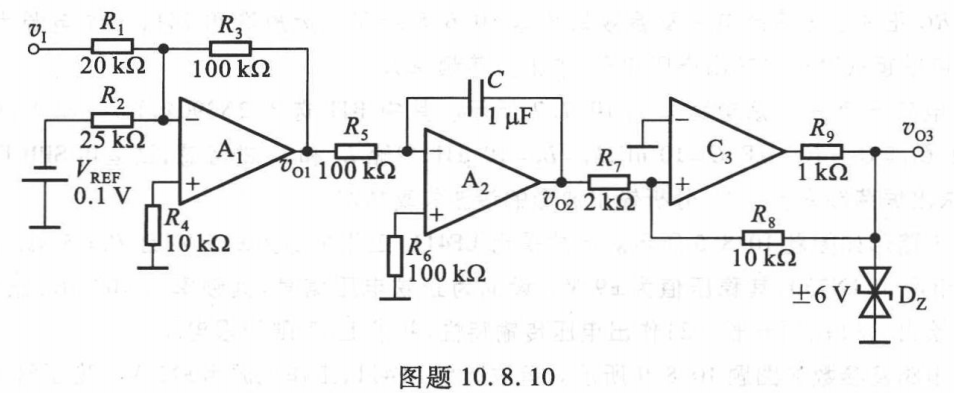 v_I
R_1
20 kΩ
R_3
100 kΩ
R_2
25 kΩ
V_REF
0.1 V
−
+
A_1
v_O1
R_4
10 kΩ
R_5
100 kΩ
C
1 μF
−
+
A_2
v_O2
R_6
100 kΩ
R_7
2 kΩ
−
+
C_3
R_9
1 kΩ
v_O3
R_8
10 kΩ
±6 V
D_Z
图题 10.8.10